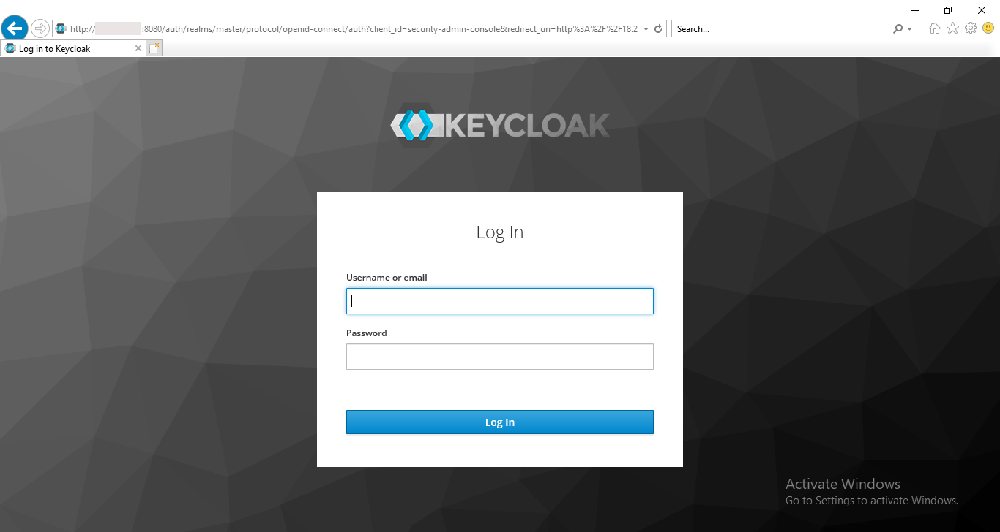 http:// :8080/auth/realms/master/protocol/openid-connect/auth?client_id=security-admin-console&redirect_uri=http%3A%2F%2F18.2
Search...
Log in to Keycloak
KEYCLOAK
Log In
Username or email
Password
Log In
Activate Windows
Go to Settings to activate Windows.